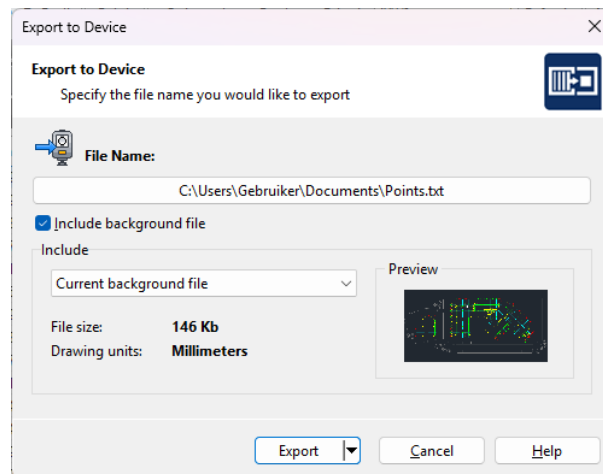 Export to Device
Export to Device
Specify the file name you would like to export
File Name:
C:\Users\Gebruiker\Documents\Points.txt
Include background file
Include
Current background file
Preview
File size: 146 Kb
Drawing units: Millimeters
Export
Cancel
Help